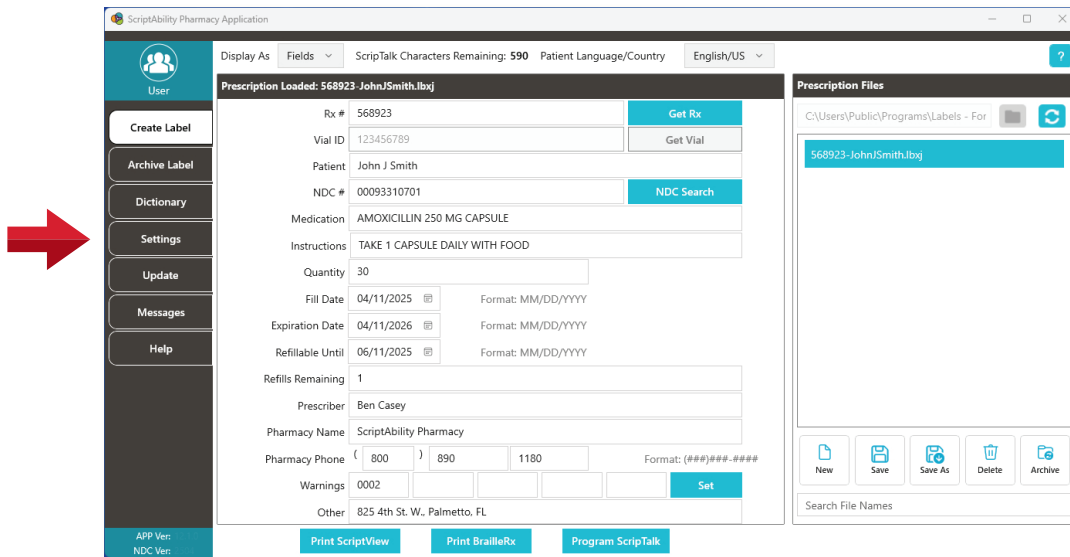 ScriptAbility Pharmacy Application
User
Create Label
Archive Label
Dictionary
Settings
Update
Messages
Help
APP Ver:
NDC Ver:
Display As Fields ScripTalk Characters Remaining: 590 Patient Language/Country English/US ?
Prescription Loaded: 568923-JohnJSmith.lbxj
Rx # 568923 Get Rx
Vial ID 123456789 Get Vial
Patient John J Smith
NDC # 00093310701 NDC Search
Medication AMOXICILLIN 250 MG CAPSULE
Instructions TAKE 1 CAPSULE DAILY WITH FOOD
Quantity 30
Fill Date 04/11/2025 Format: MM/DD/YYYY
Expiration Date 04/11/2026 Format: MM/DD/YYYY
Refillable Until 06/11/2025 Format: MM/DD/YYYY
Refills Remaining 1
Prescriber Ben Casey
Pharmacy Name ScriptAbility Pharmacy
Pharmacy Phone ( 800 ) 890 1180 Format: (###)###-####
Warnings 0002 Set
Other 825 4th St. W., Palmetto, FL
Print ScriptView Print BrailleRx Program ScripTalk
Prescription Files
C:\Users\Public\Programs\Labels - For
568923-JohnJSmith.lbxj
New Save Save As Delete Archive
Search File Names